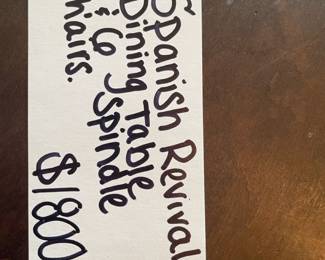 Spanish Revival
Dining Table
& 6 Spindle
Chairs.
$1800